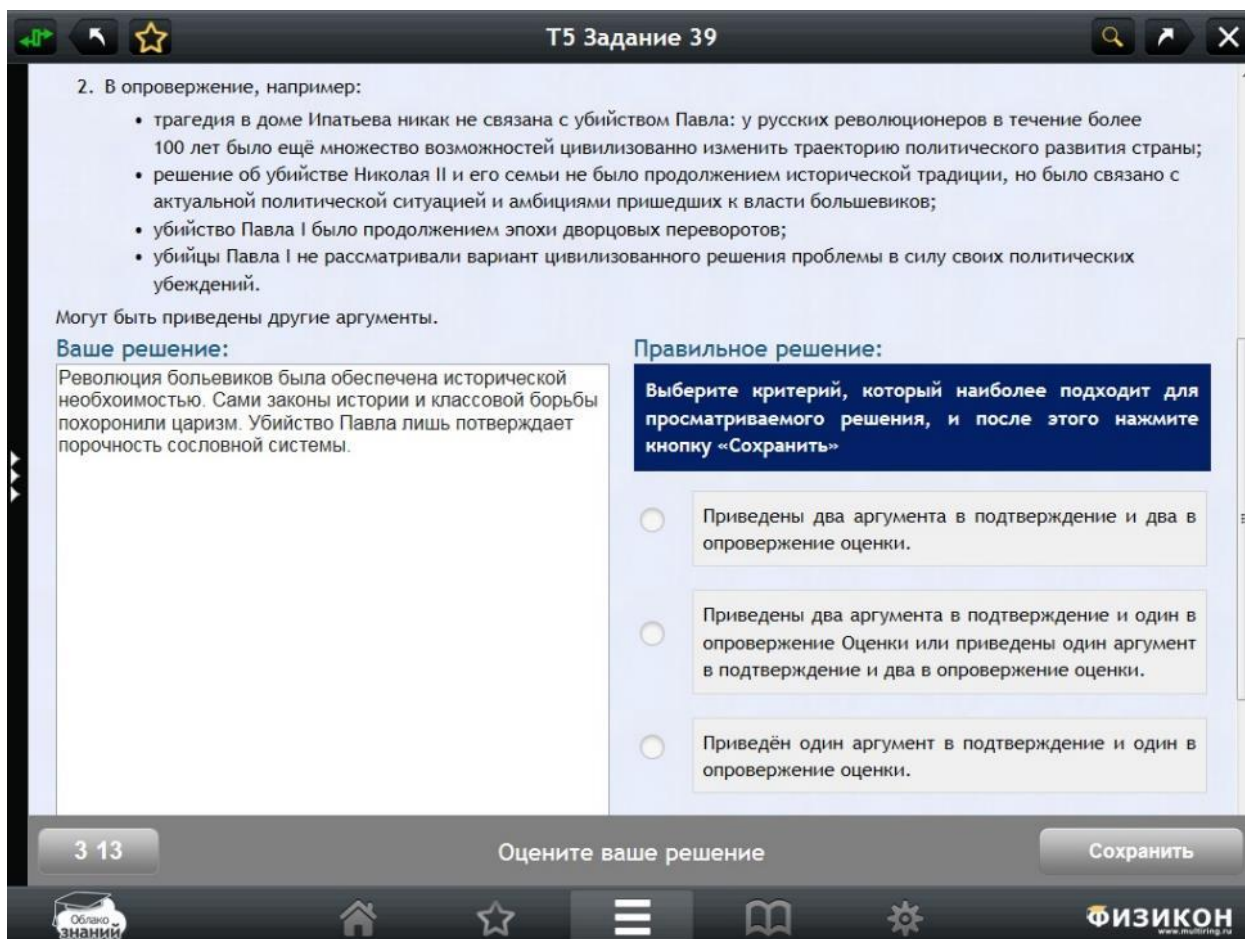 Т5 Задание 39
2. В опровержение, например:
• трагедия в доме Ипатьева никак не связана с убийством Павла: у русских революционеров в течение более
100 лет было ещё множество возможностей цивилизованно изменить траекторию политического развития страны;
• решение об убийстве Николая II и его семьи не было продолжением исторической традиции, но было связано с
актуальной политической ситуацией и амбициями пришедших к власти большевиков;
• убийство Павла I было продолжением эпохи дворцовых переворотов;
• убийцы Павла I не рассматривали вариант цивилизованного решения проблемы в силу своих политических
убеждений.
Могут быть приведены другие аргументы.
Ваше решение:
Революция больевиков была обеспечена исторической
необхоимостью. Сами законы истории и классовой борьбы
похоронили царизм. Убийство Павла лишь потверждает
порочность сословной системы.
Правильное решение:
Выберите критерий, который наиболее подходит для
просматриваемого решения, и после этого нажмите
кнопку «Сохранить»
Приведены два аргумента в подтверждение и два в
опровержение оценки.
Приведены два аргумента в подтверждение и один в
опровержение Оценки или приведены один аргумент
в подтверждение и два в опровержение оценки.
Приведён один аргумент в подтверждение и один в
опровержение оценки.
3 13
Оцените ваше решение
Сохранить
Облако
знаний
Физикон
www.multiring.ru